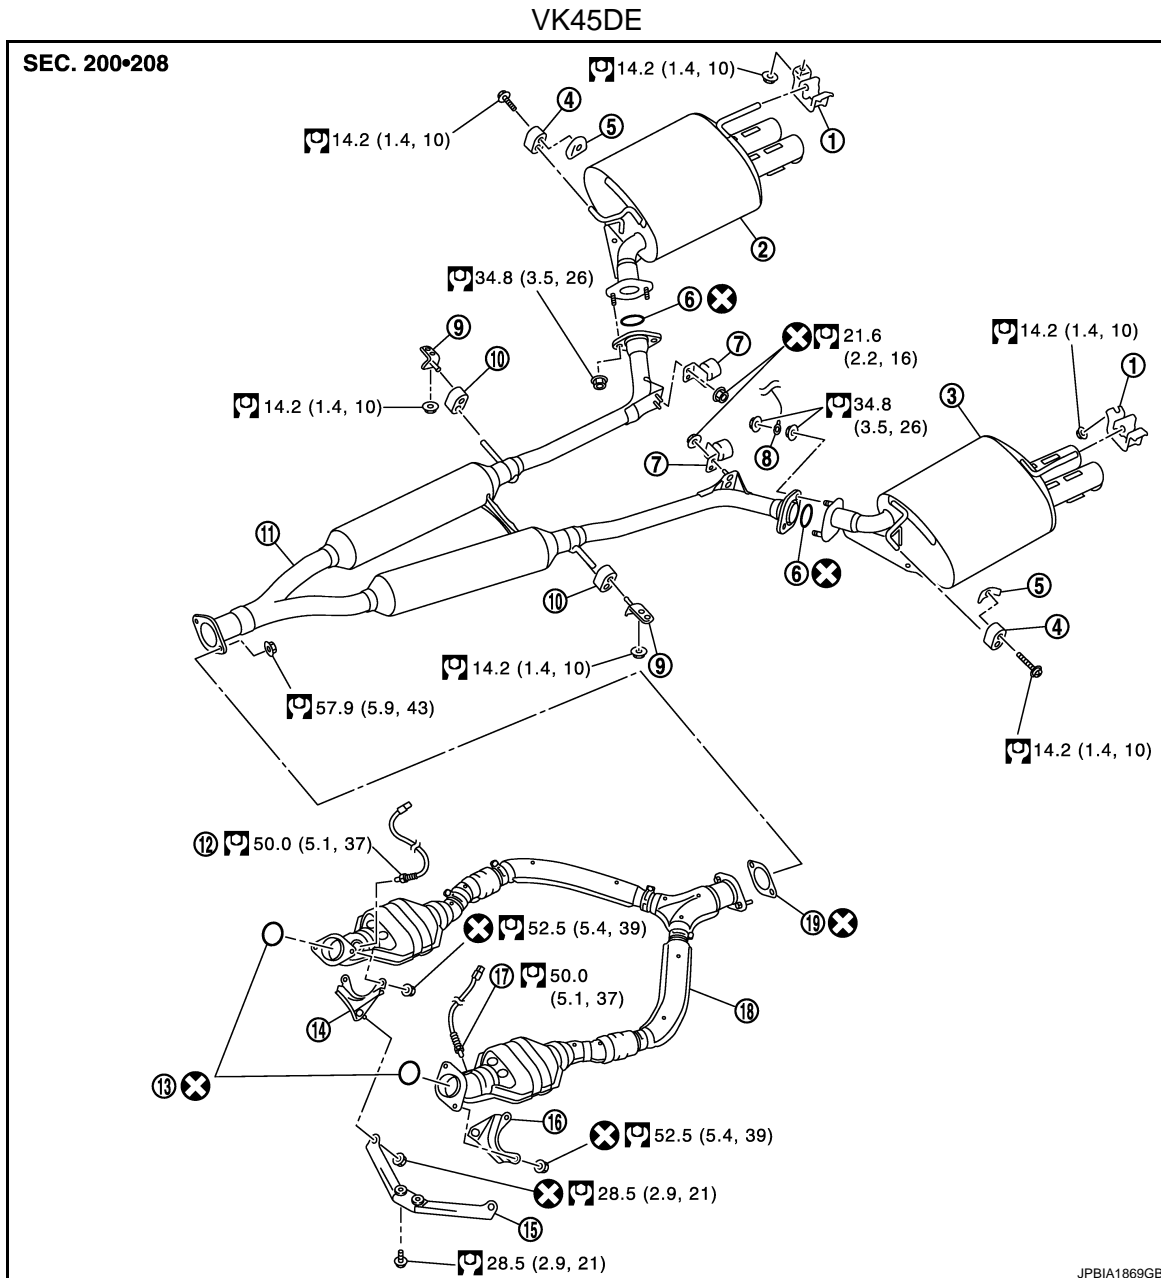 VK45DE
SEC. 200•208
14.2 (1.4, 10)
④
⑤
①
14.2 (1.4, 10)
②
34.8 (3.5, 26)
⑥
⑨
⑩
⑦
21.6
(2.2, 16)
14.2 (1.4, 10)
①
③
14.2 (1.4, 10)
34.8
(3.5, 26)
⑧
⑦
⑪
⑥
⑤
⑩
④
14.2 (1.4, 10)
⑨
57.9 (5.9, 43)
14.2 (1.4, 10)
⑫
50.0 (5.1, 37)
⑲
52.5 (5.4, 39)
⑰
50.0
(5.1, 37)
⑱
⑭
⑬
⑯
52.5 (5.4, 39)
28.5 (2.9, 21)
⑮
28.5 (2.9, 21)
JPBIA1869GB